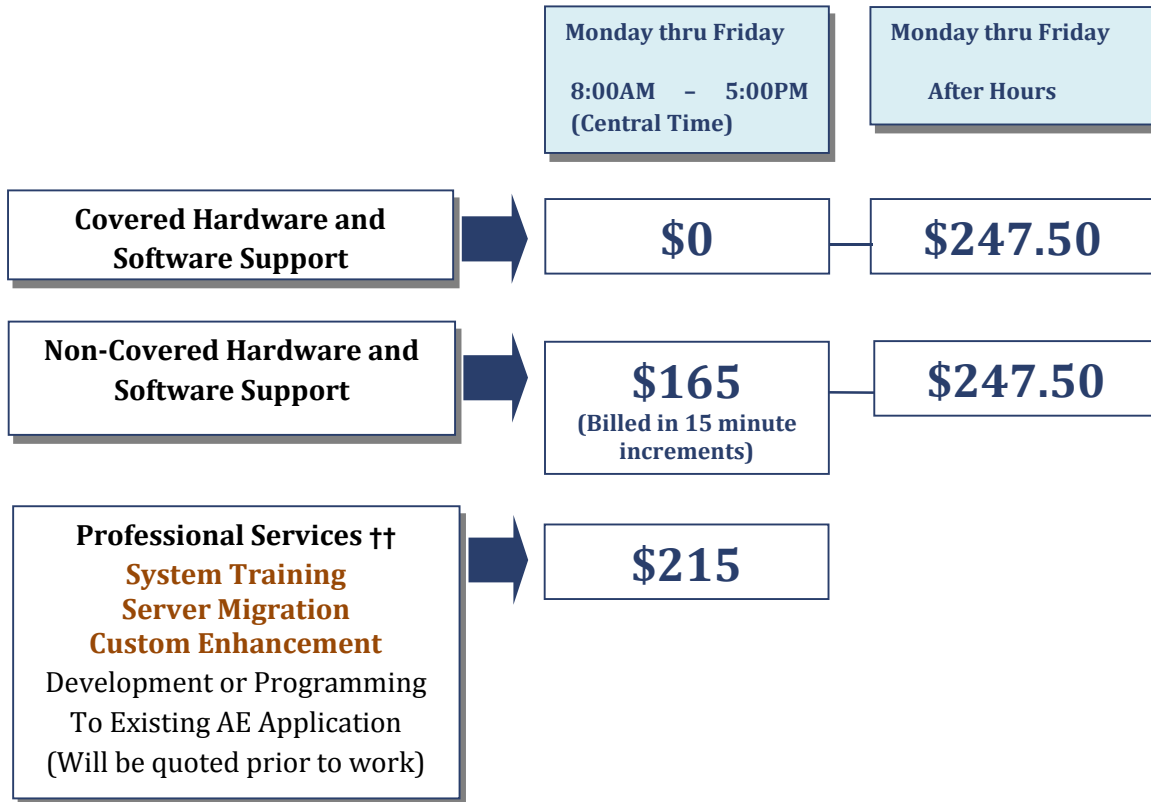 Monday thru Friday
8:00AM – 5:00PM
(Central Time)
Monday thru Friday
After Hours
Covered Hardware and
Software Support
$0
$247.50
Non-Covered Hardware and
Software Support
$165
(Billed in 15 minute
increments)
$247.50
Professional Services ††
System Training
Server Migration
Custom Enhancement
Development or Programming
To Existing AE Application
(Will be quoted prior to work)
$215